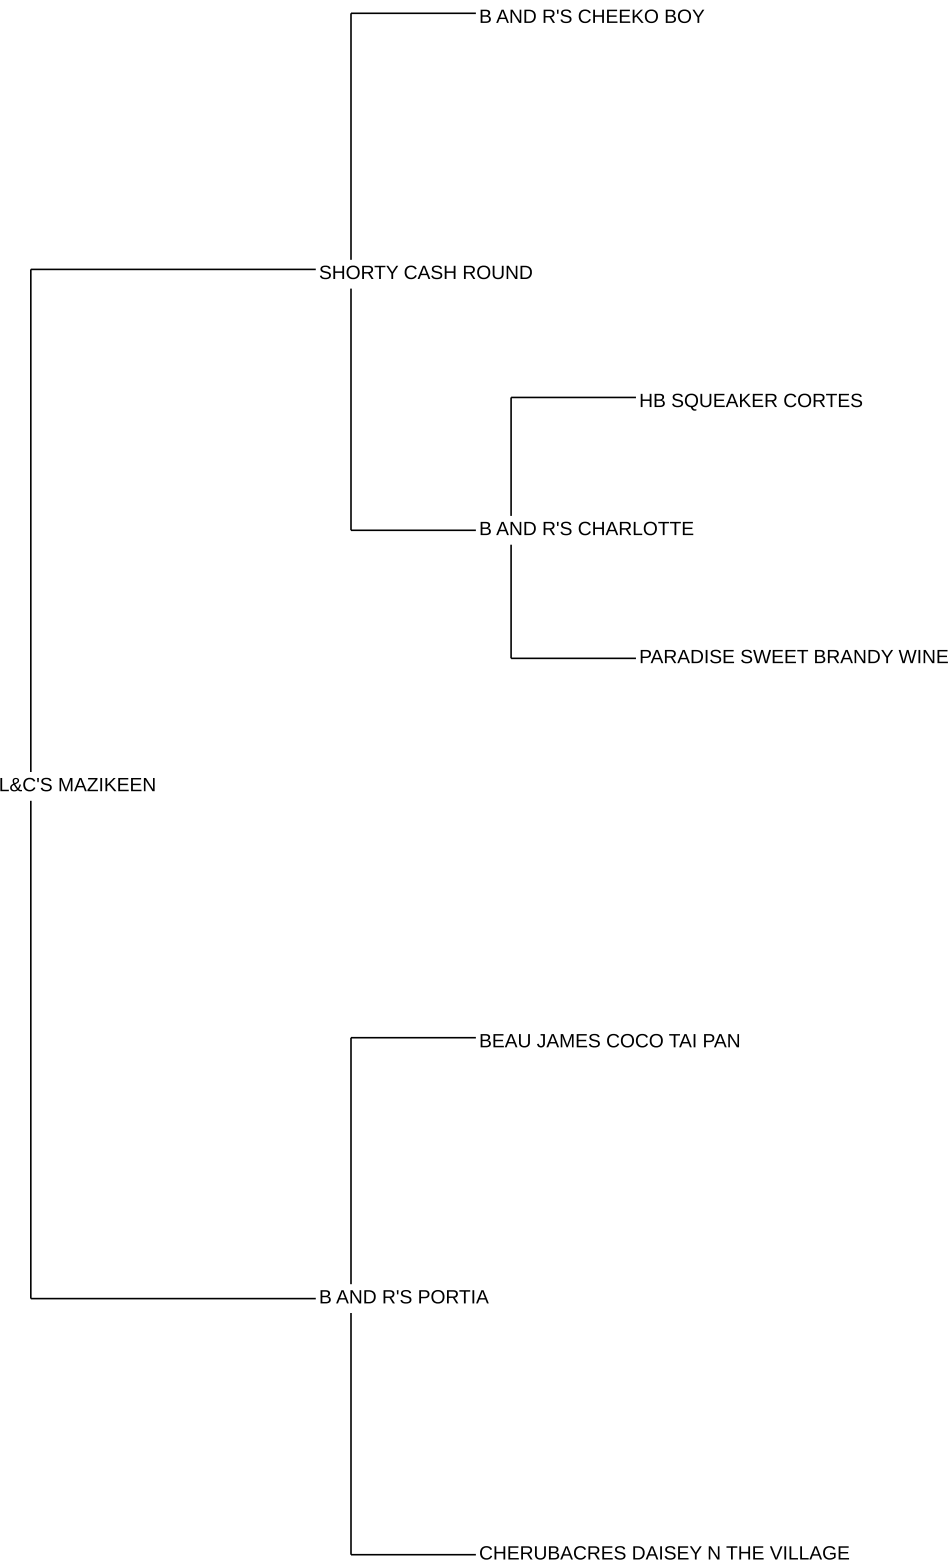 B AND R'S CHEEKO BOY
SHORTY CASH ROUND
HB SQUEAKER CORTES
B AND R'S CHARLOTTE
PARADISE SWEET BRANDY WINE
L&C'S MAZIKEEN
BEAU JAMES COCO TAI PAN
B AND R'S PORTIA
CHERUBACRES DAISEY N THE VILLAGE